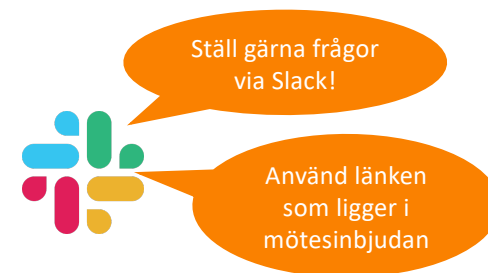 Ställ gärna frågor
via Slack!
Använd länken
som ligger i
mötesinbjudan